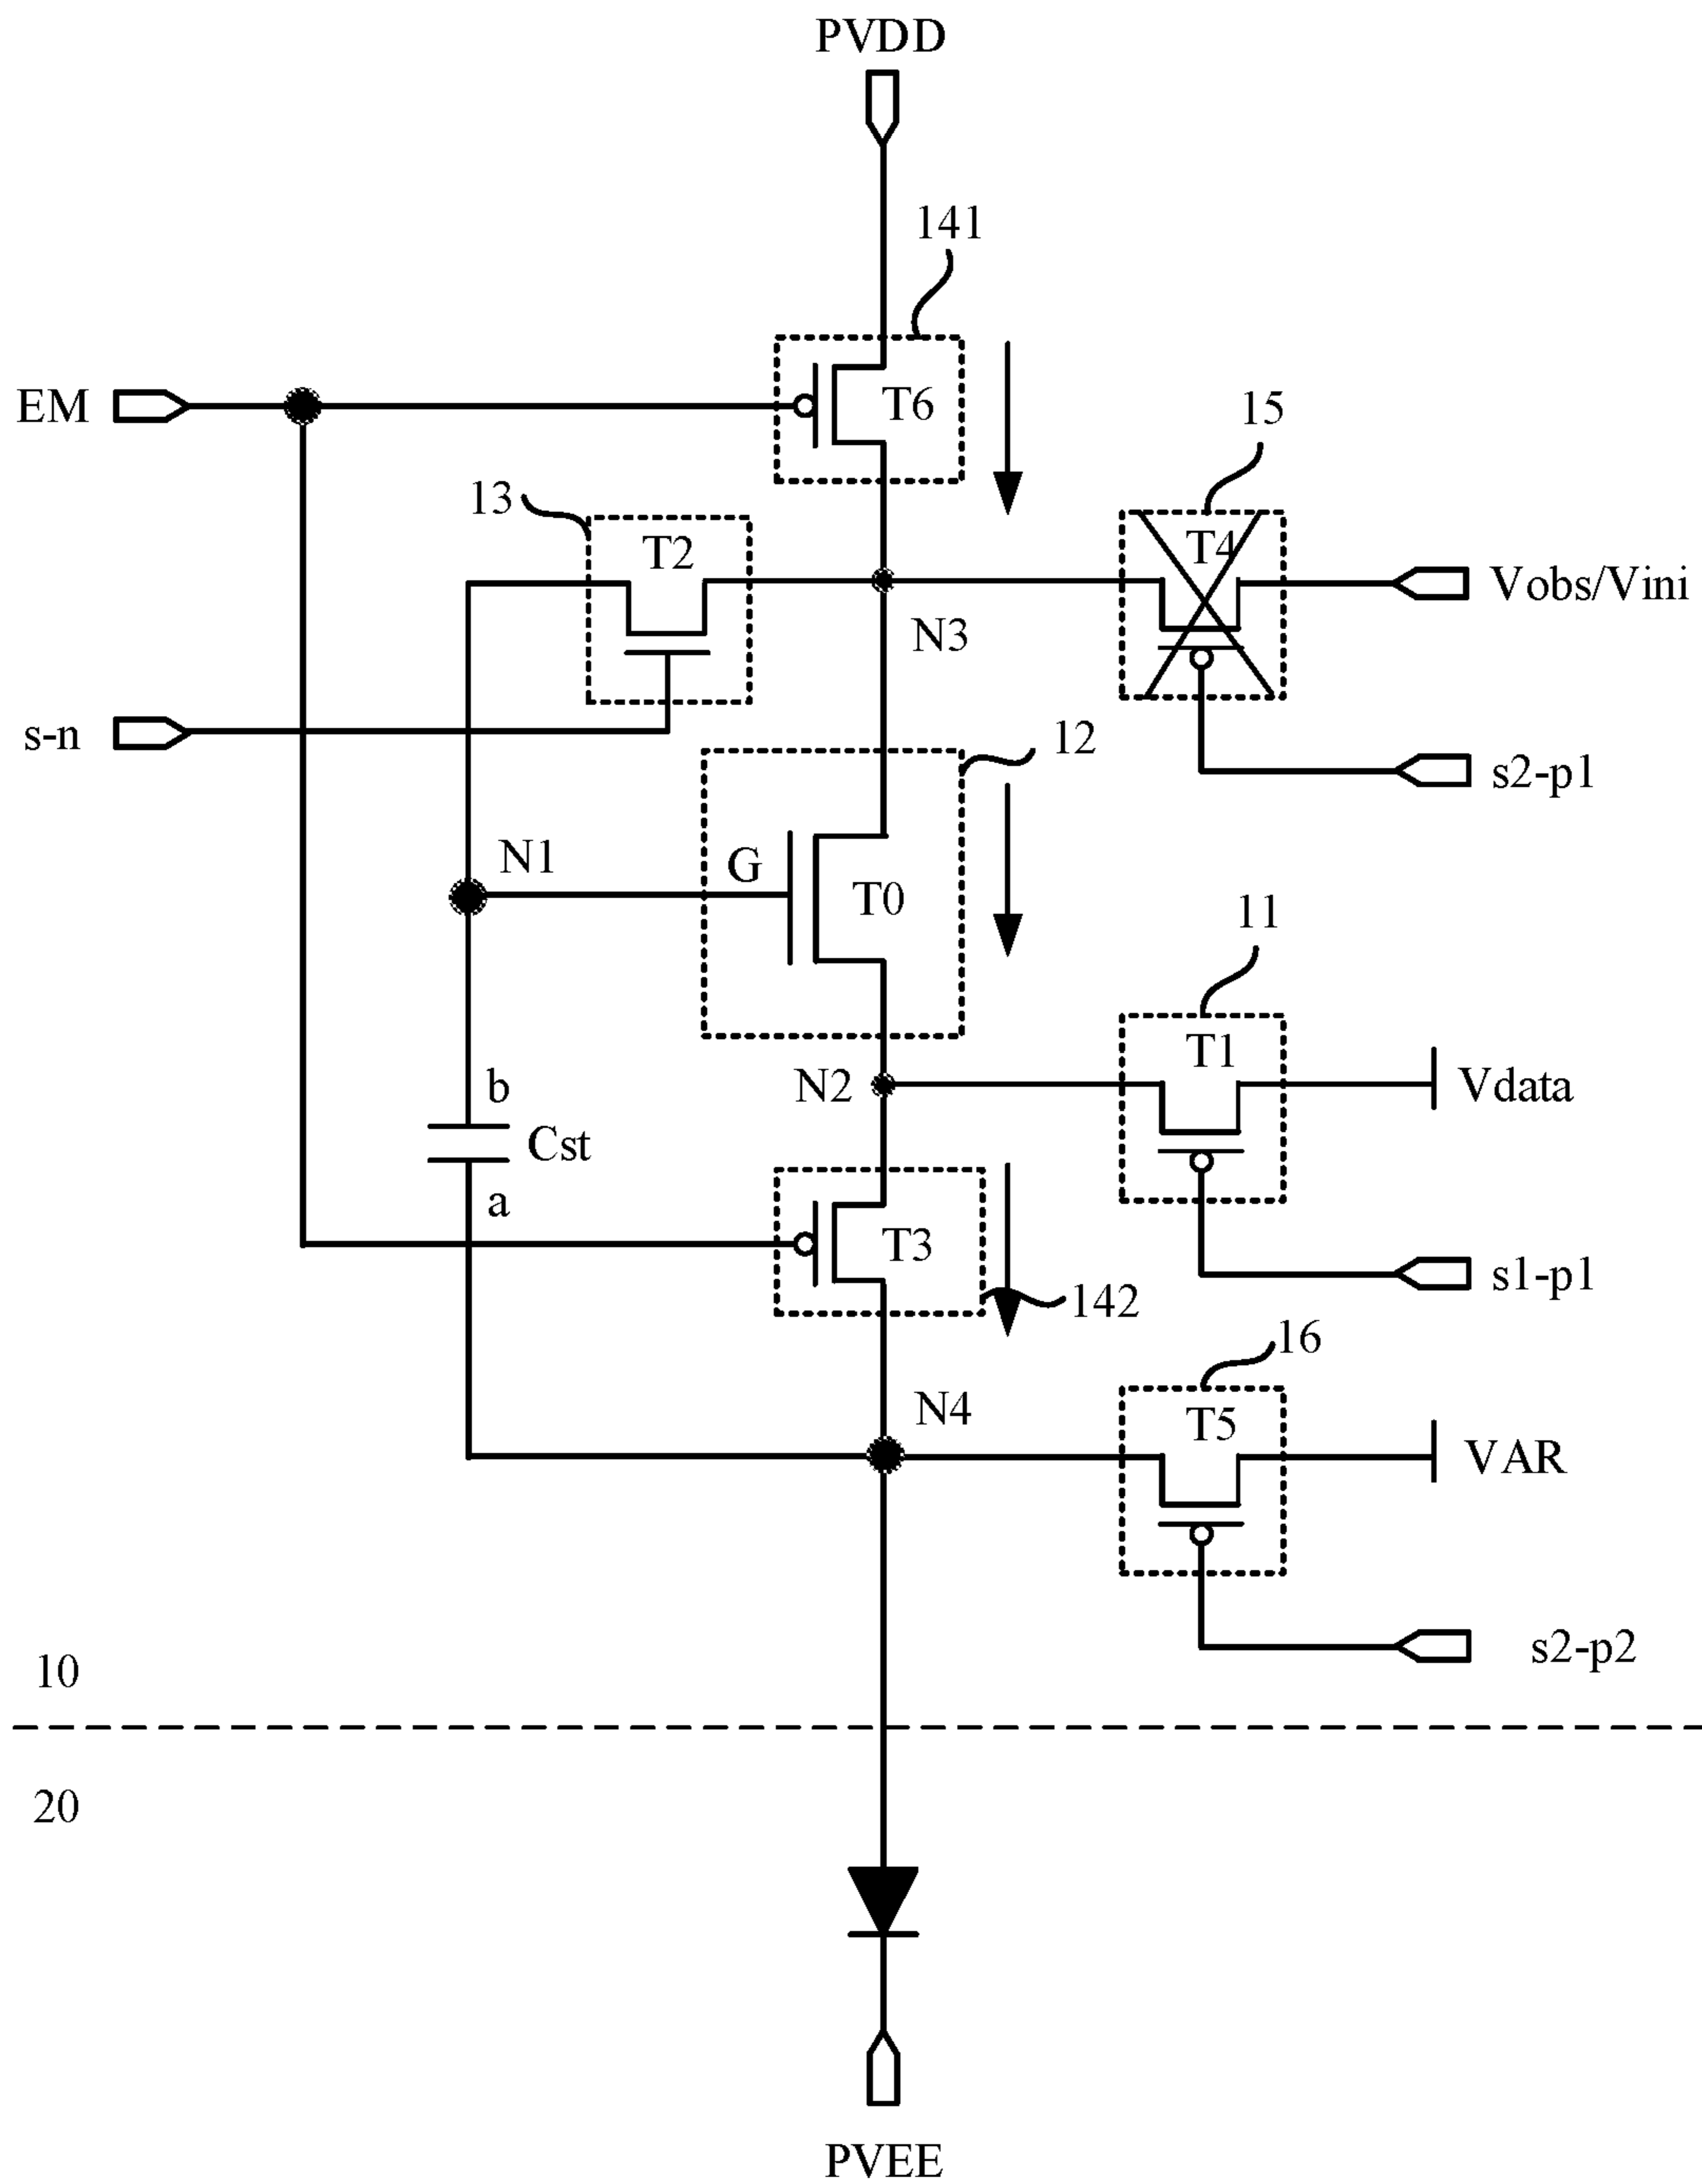 PVDD
141
EM
T6
15
13
T2
T4
Vobs/Vini
N3
s-n
12
s2-p1
N1
G
T0
11
T1
b
N2
Vdata
Cst
a
T3
s1-p1
142
16
N4
T5
VAR
s2-p2
10
20
PVEE